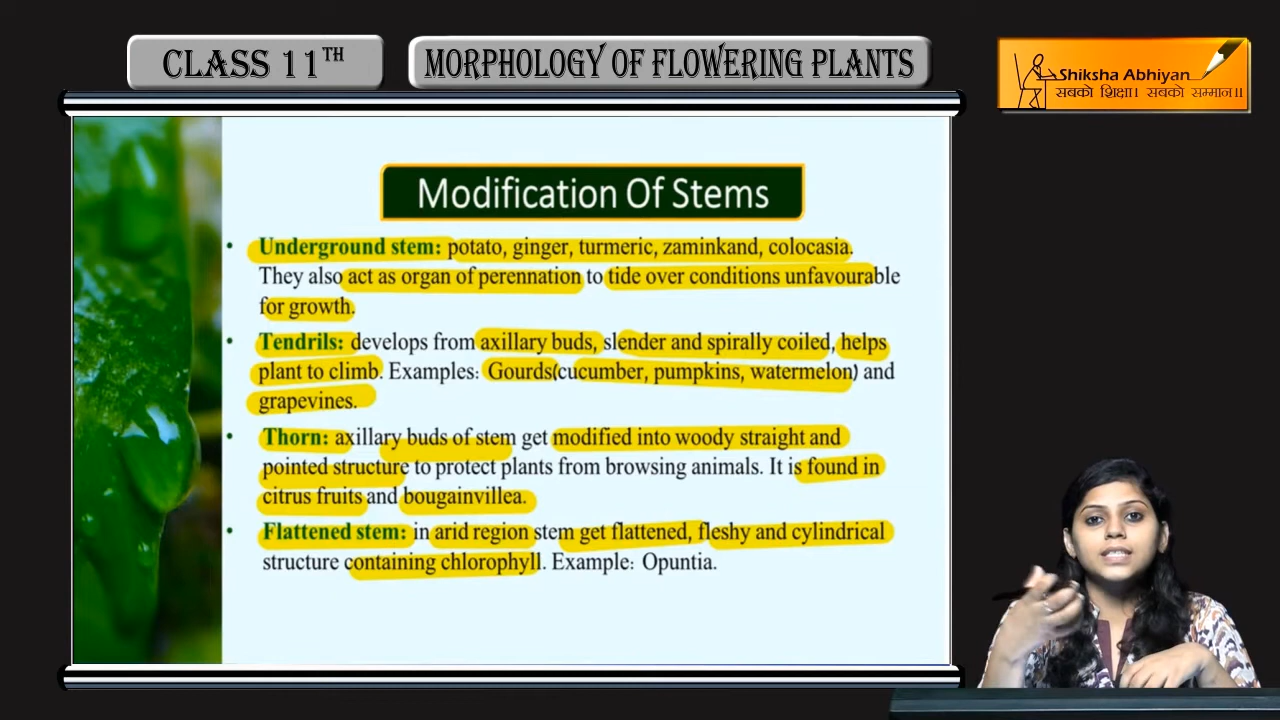 CLASS 11TH
MORPHOLOGY OF FLOWERING PLANTS
Shiksha Abhiyan
सबको शिक्षा। सबको सम्मान।।
Modification Of Stems
• Underground stem: potato, ginger, turmeric, zaminkand, colocasia.
They also act as organ of perennation to tide over conditions unfavourable
for growth.
• Tendrils: develops from axillary buds, slender and spirally coiled, helps
plant to climb. Examples: Gourds(cucumber, pumpkins, watermelon) and
grapevines.
• Thorn: axillary buds of stem get modified into woody straight and
pointed structure to protect plants from browsing animals. It is found in
citrus fruits and bougainvillea.
• Flattened stem: in arid region stem get flattened, fleshy and cylindrical
structure containing chlorophyll. Example: Opuntia.